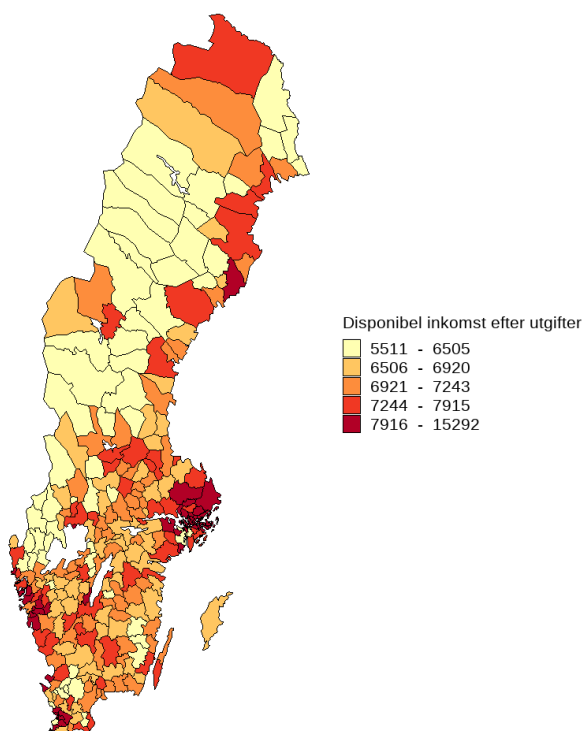 Disponibel inkomst efter utgifter
5511 - 6505
6506 - 6920
6921 - 7243
7244 - 7915
7916 - 15292